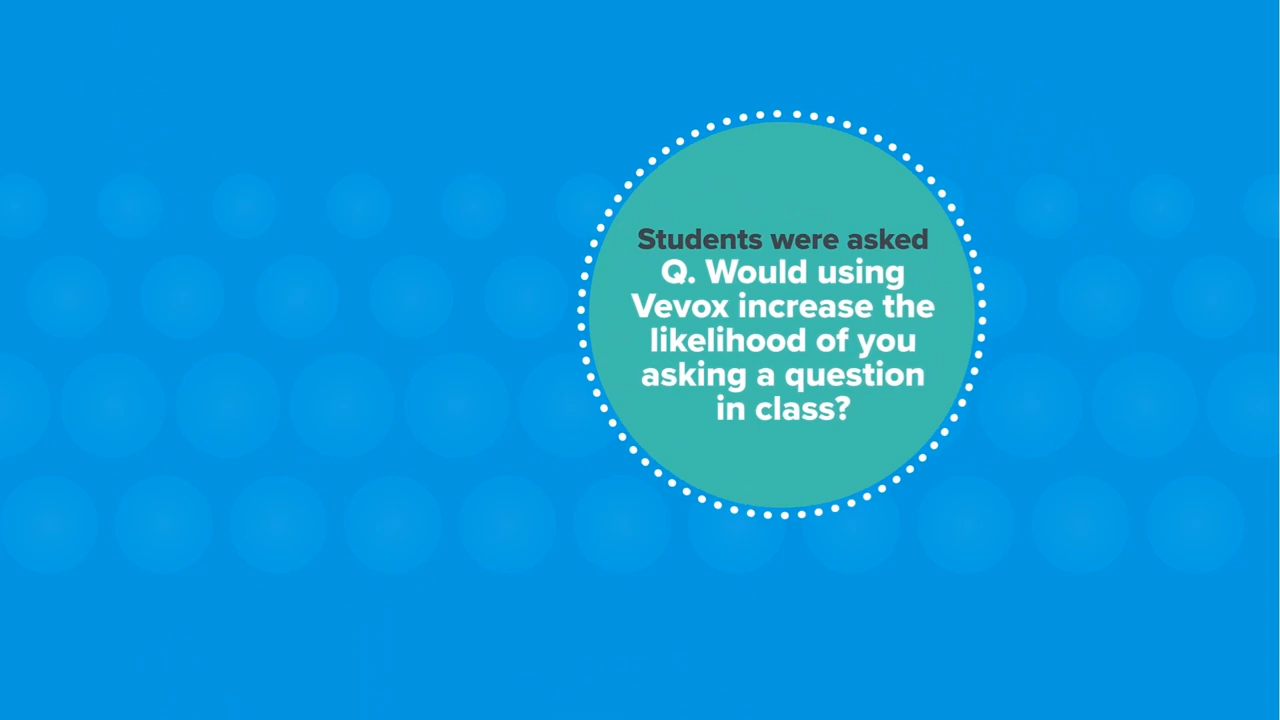 Students were asked
Q. Would using
Vevox increase the
likelihood of you
asking a question
in class?